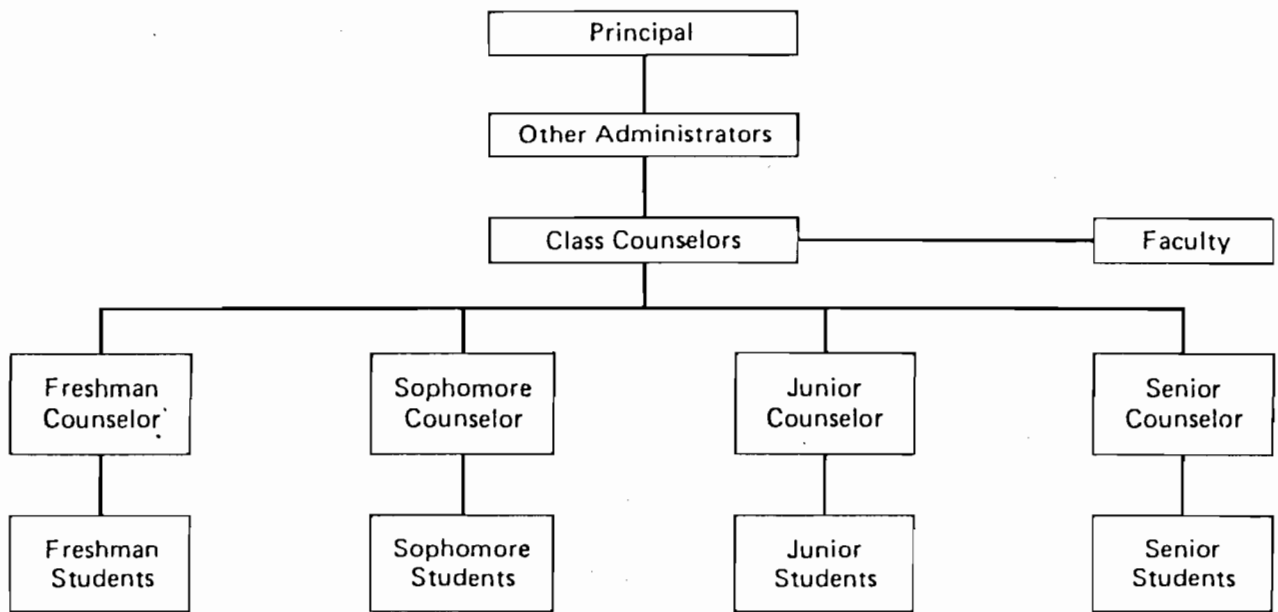 Principal
Other Administrators
Class Counselors
Faculty
Freshman
Counselor
Sophomore
Counselor
Junior
Counselor
Senior
Counselor
Freshman
Students
Sophomore
Students
Junior
Students
Senior
Students